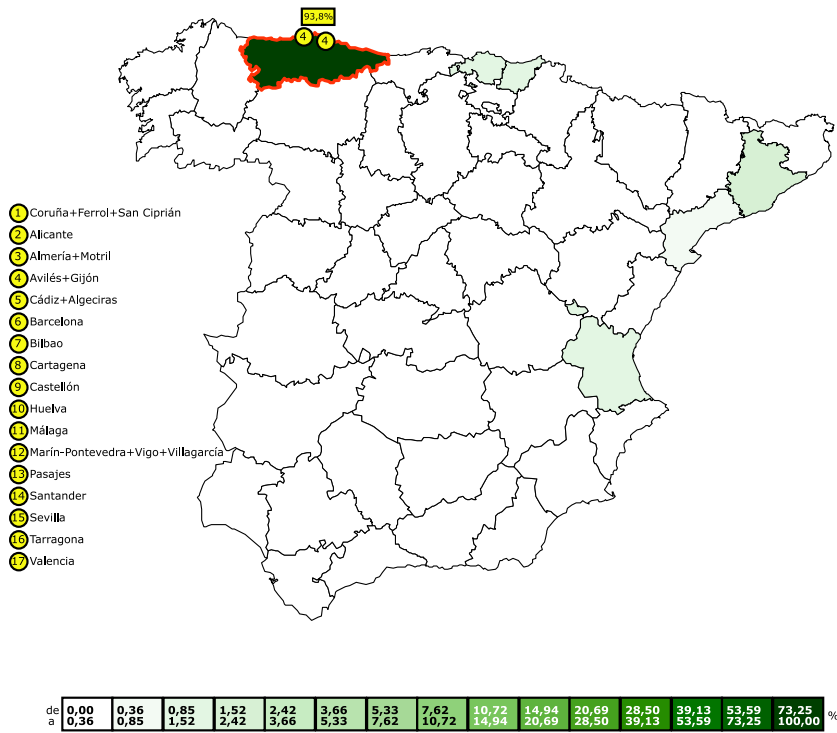 93,8%
4 4
1 Coruña+Ferrol+San Ciprián
2 Alicante
3 Almería+Motril
4 Avilés+Gijón
5 Cádiz+Algeciras
6 Barcelona
7 Bilbao
8 Cartagena
9 Castellón
10 Huelva
11 Málaga
12 Marín-Pontevedra+Vigo+Villagarcía
13 Pasajes
14 Santander
15 Sevilla
16 Tarragona
17 Valencia
de 0,00 0,36 0,85 1,52 2,42 3,66 5,33 7,62 10,72 14,94 20,69 28,50 39,13 53,59 73,25 %
a 0,36 0,85 1,52 2,42 3,66 5,33 7,62 10,72 14,94 20,69 28,50 39,13 53,59 73,25 100,00